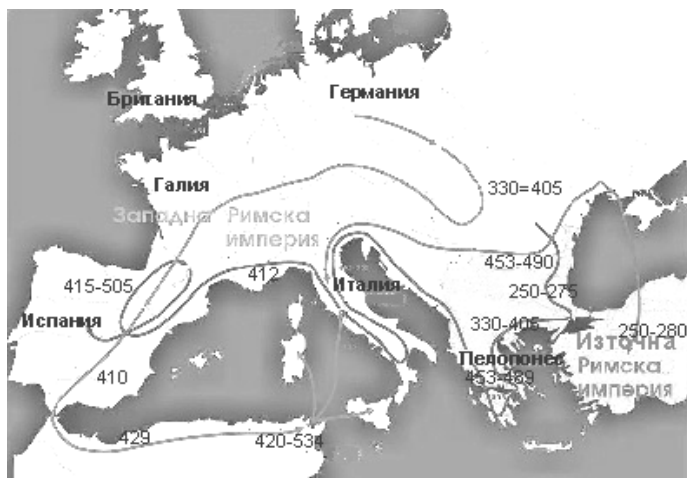 Британия
Германия
Галия
330=405
Западна Римска
империя
453-490
412
Италия
415-505
250-275
Испания
330-405
250-280
Източна
Пелопонес
Римска
410
453-489
империя
429
420-534